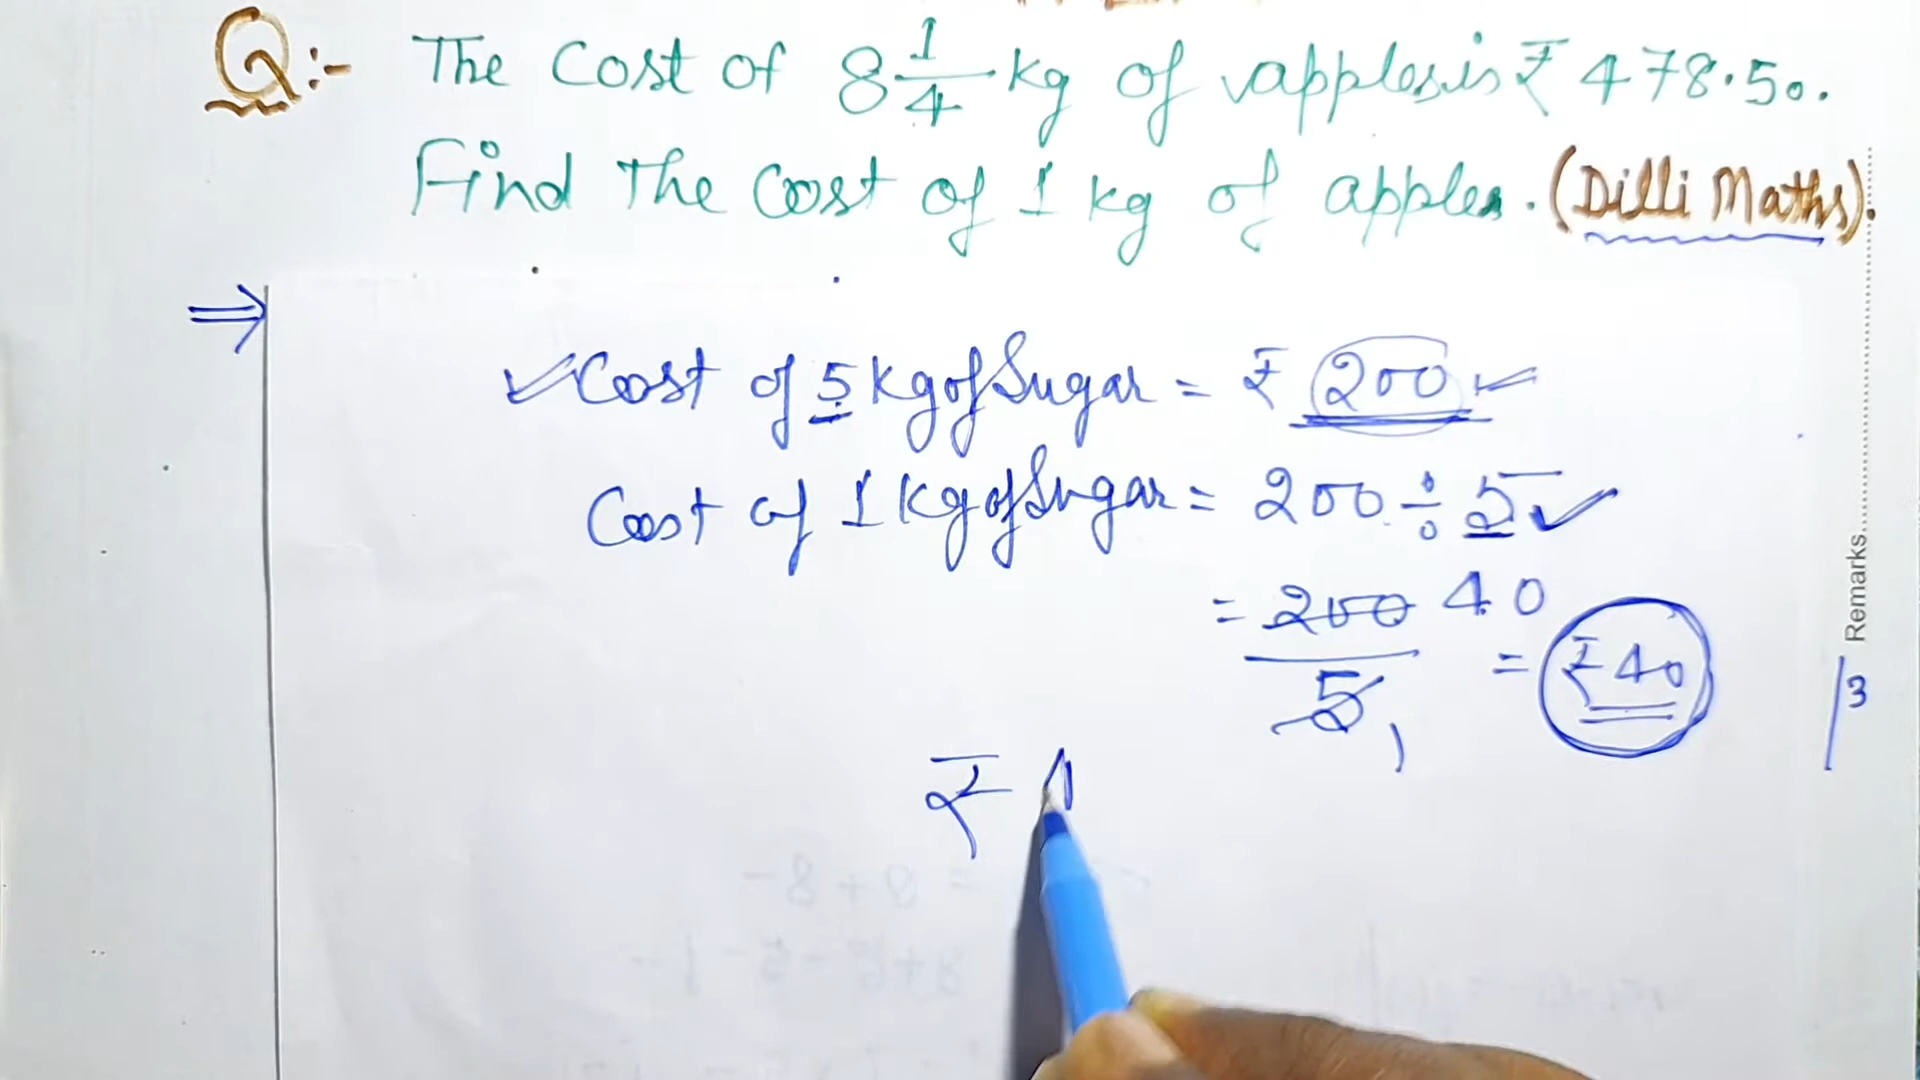 Q:- The Cost of 8 1/4 kg of apples is ₹ 478.50.
Find The Cost of 1 kg of apples. (Dilli Maths).
⇒
✓ Cost of 5 kg of Sugar = ₹ 200 ✓
Cost of 1 kg of Sugar = 200 ÷ 5 ✓
= 200/5 40 1 = ₹ 40
₹ 4
Remarks
3